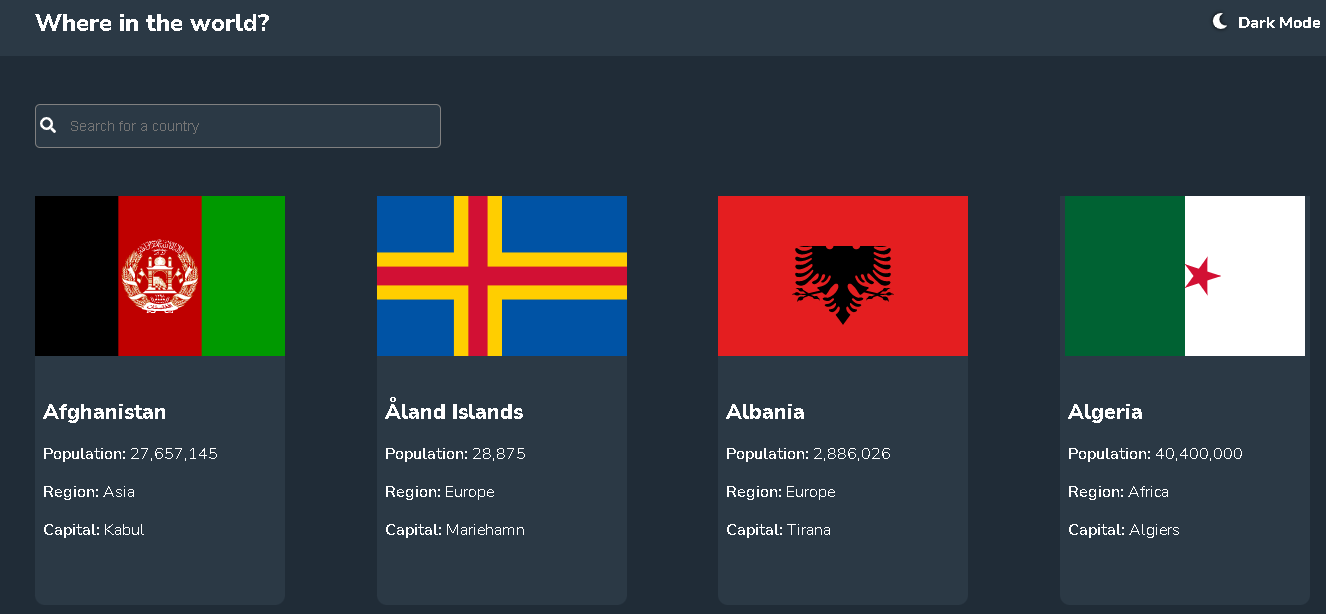 Where in the world?
Dark Mode
Search for a country
Afghanistan
Population: 27,657,145
Region: Asia
Capital: Kabul
Åland Islands
Population: 28,875
Region: Europe
Capital: Mariehamn
Albania
Population: 2,886,026
Region: Europe
Capital: Tirana
Algeria
Population: 40,400,000
Region: Africa
Capital: Algiers